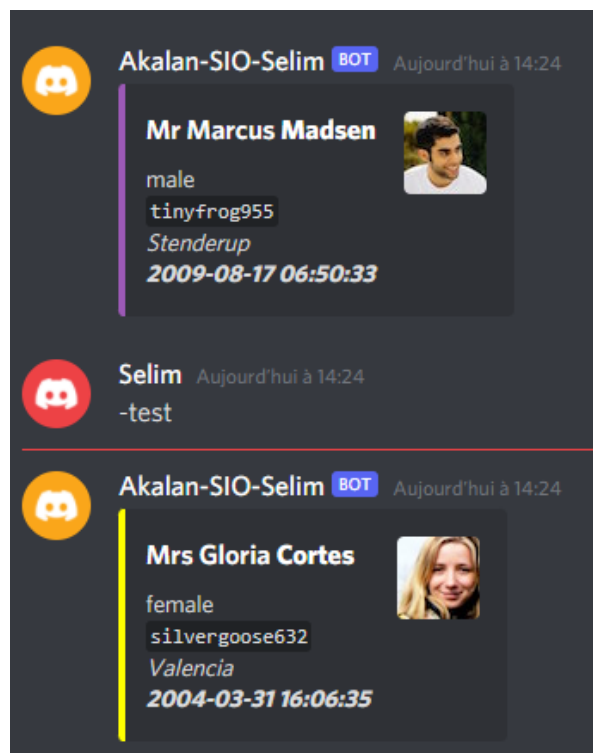 Akalan-SIO-Selim BOT Aujourd'hui à 14:24
Mr Marcus Madsen
male
tinyfrog955
Stenderup
2009-08-17 06:50:33
Selim Aujourd'hui à 14:24
-test
Akalan-SIO-Selim BOT Aujourd'hui à 14:24
Mrs Gloria Cortes
female
silvergoose632
Valencia
2004-03-31 16:06:35